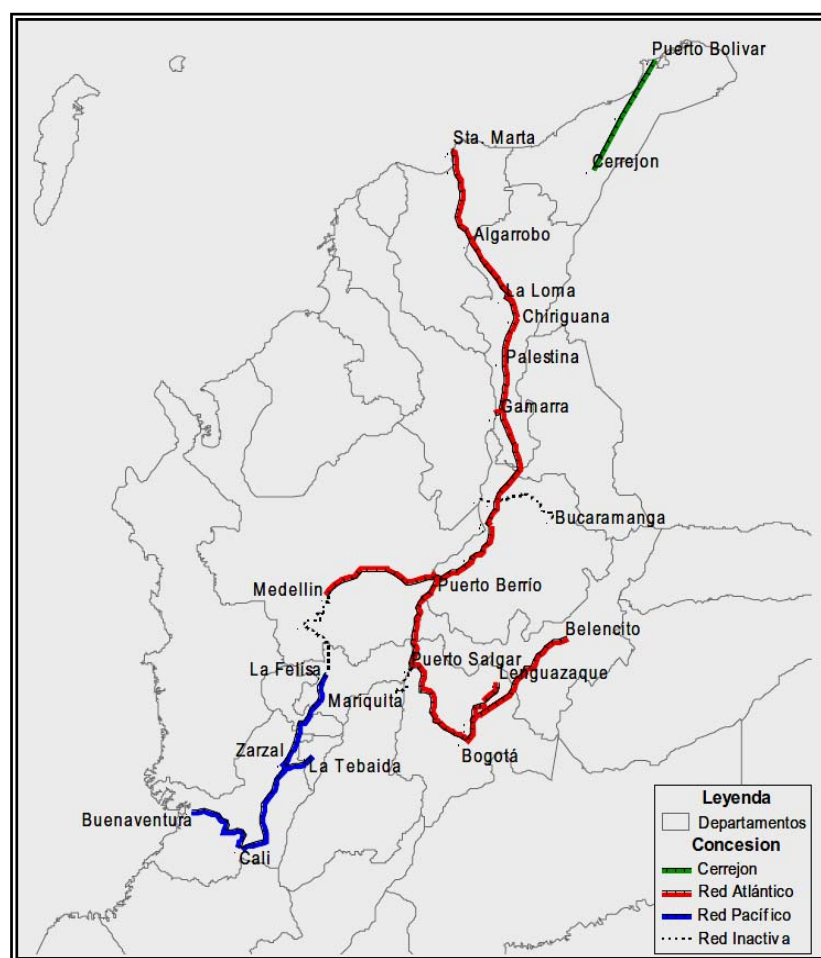 Puerto Bolivar
Sta. Marta
Cerrejon
Algarrobo
La Loma
Chiriguana
Palestina
Gamarra
Bucaramanga
Medellin
Puerto Berrio
Belencito
Puerto Salgar
La Felisa
Lenguazaque
Mariquita
Zarzal
La Tebaida
Bogotá
Buenaventura
Cali
Leyenda
Departamentos
Concesion
Cerrejon
Red Atlántico
Red Pacífico
Red Inactiva